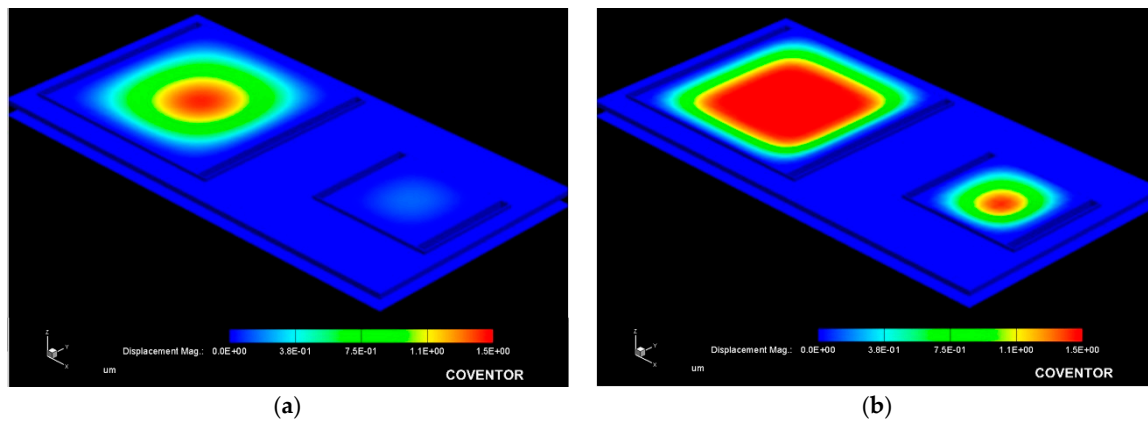 Z
Y
X
Displacement Mag.: 0.0E+00 3.8E-01 7.5E-01 1.1E+00 1.5E+00
um
COVENTOR
(a)
Z
Y
X
Displacement Mag.: 0.0E+00 3.8E-01 7.5E-01 1.1E+00 1.5E+00
um
COVENTOR
(b)